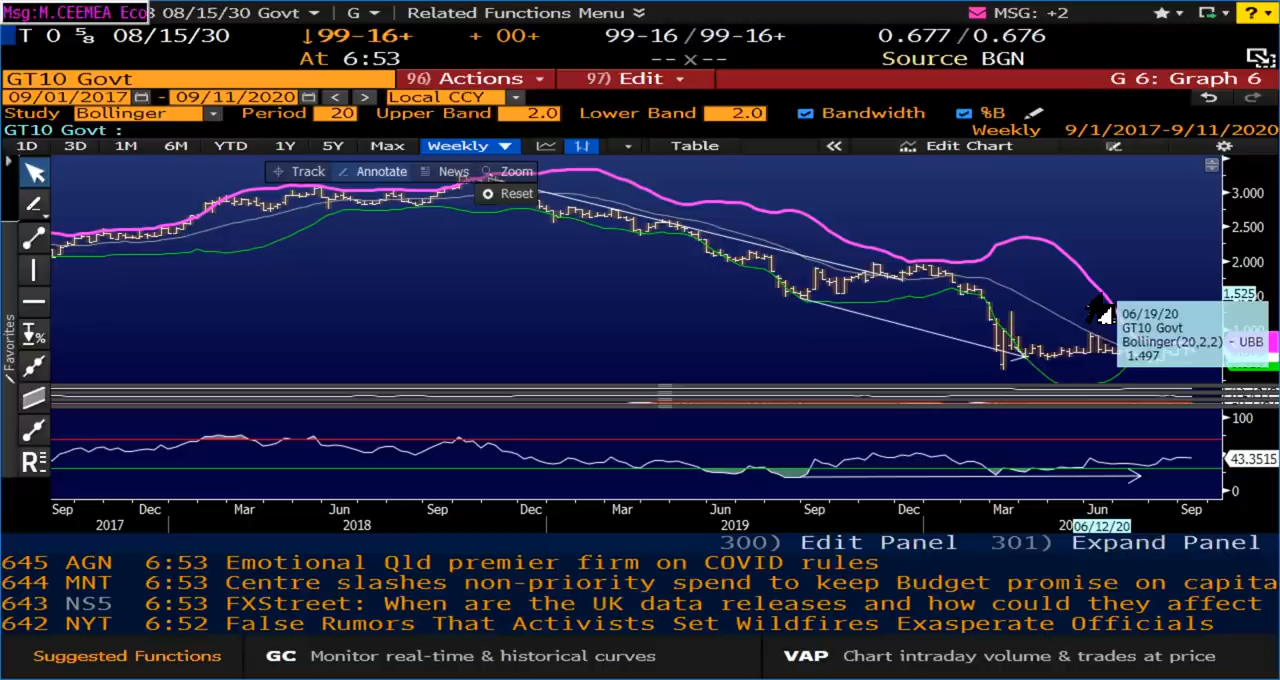 Msg:M.CEEMEA Eco 8 08/15/30 Govt G Related Functions Menu MSG: +2 ?
T 0 ⅝ 08/15/30 ↓99-16+ + 00+ 99-16 /99-16+ 0.677 / 0.676
At 6:53 -- x -- Source BGN
GT10 Govt 96) Actions 97) Edit G 6: Graph 6
09/01/2017 - 09/11/2020 < > Local CCY
Study Bollinger Period 20 Upper Band 2.0 Lower Band 2.0 Bandwidth %B
GT10 Govt : Weekly 9/1/2017-9/11/2020
1D 3D 1M 6M YTD 1Y 5Y Max Weekly Table « Edit Chart
Track Annotate News Zoom
Reset
3.000
2.500
2.000
1.525
06/19/20
GT10 Govt
Bollinger(20,2,2) - UBB
1.497
1.000
Favorites
%
R
100
43.3515
0
Sep Dec Mar Jun Sep Dec Mar Jun Sep Dec Mar Jun Sep
2017 2018 2019 20 06/12/20
300) Edit Panel 301) Expand Panel
645 AGN 6:53 Emotional Qld premier firm on COVID rules
644 MNT 6:53 Centre slashes non-priority spend to keep Budget promise on capita
643 NS5 6:53 FXStreet: When are the UK data releases and how could they affect
642 NYT 6:52 False Rumors That Activists Set Wildfires Exasperate Officials
Suggested Functions GC Monitor real-time & historical curves VAP Chart intraday volume & trades at price